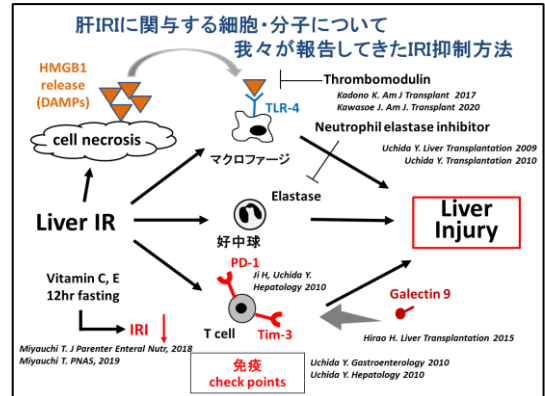 肝IRIに関与する細胞・分子について
我々が報告してきたIRI抑制方法
HMGB1
release
(DAMPs)
cell necrosis
TLR-4
マクロファージ
Thrombomodulin
Kadono K. Am J Transplant 2017
Kawasoe J. Am J. Transplant 2020
Neutrophil elastase inhibitor
Uchida Y. Liver Transplantation 2009
Uchida Y. Transplantation 2010
Elastase
Liver IR
好中球
Liver
Injury
PD-1
Ji H, Uchida Y.
Hepatology 2010
Vitamin C, E
12hr fasting
IRI
T cell
Tim-3
Galectin 9
Hirao H. Liver Transplantation 2015
Miyauchi T. J Parenter Enteral Nutr, 2018
Miyauchi T. PNAS, 2019
免疫
check points
Uchida Y. Gastroenterology 2010
Uchida Y. Hepatology 2010